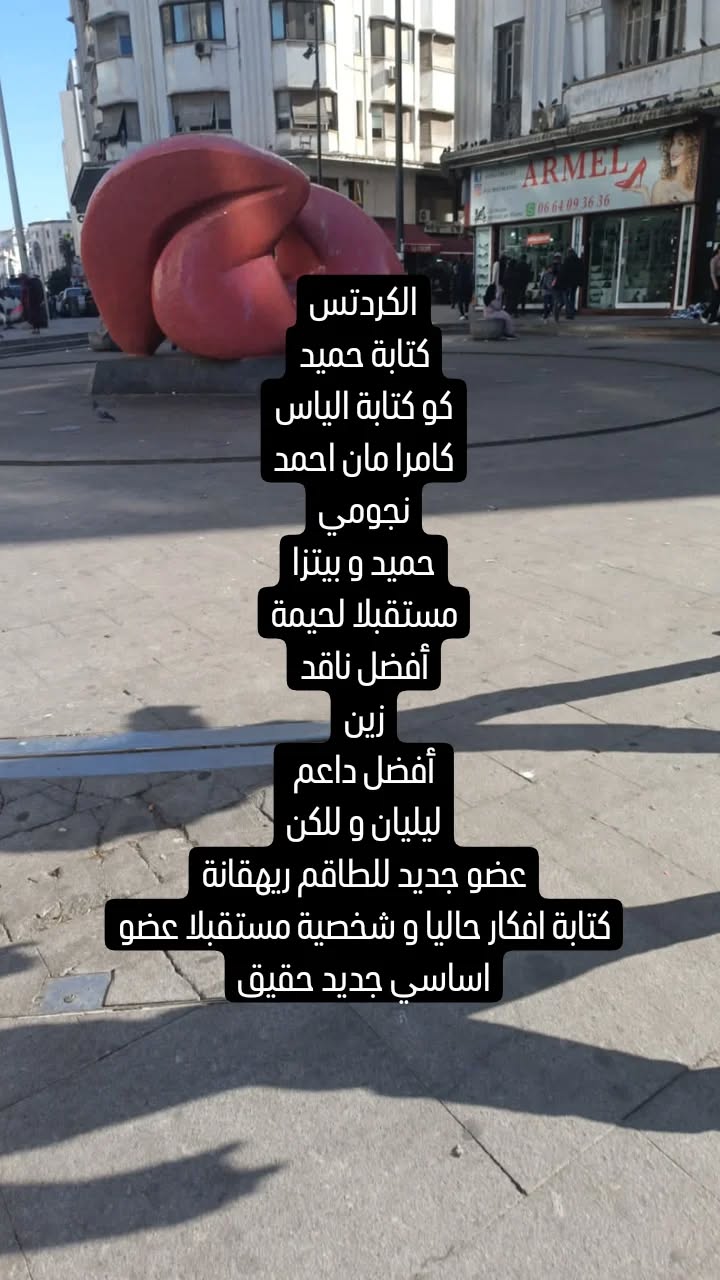 ARMEL
06 64 09 36 36
الكردتس
كتابة حميد
كو كتابة الياس
كامرا مان احمد
نجومي
حميد و بيتزا
مستقبلا لحيمة
أفضل ناقد
زين
أفضل داعم
ليليان و للكن
عضو جديد للطاقم ريهقانة
كتابة افكار حاليا و شخصية مستقبلا عضو
اساسي جديد حقيق